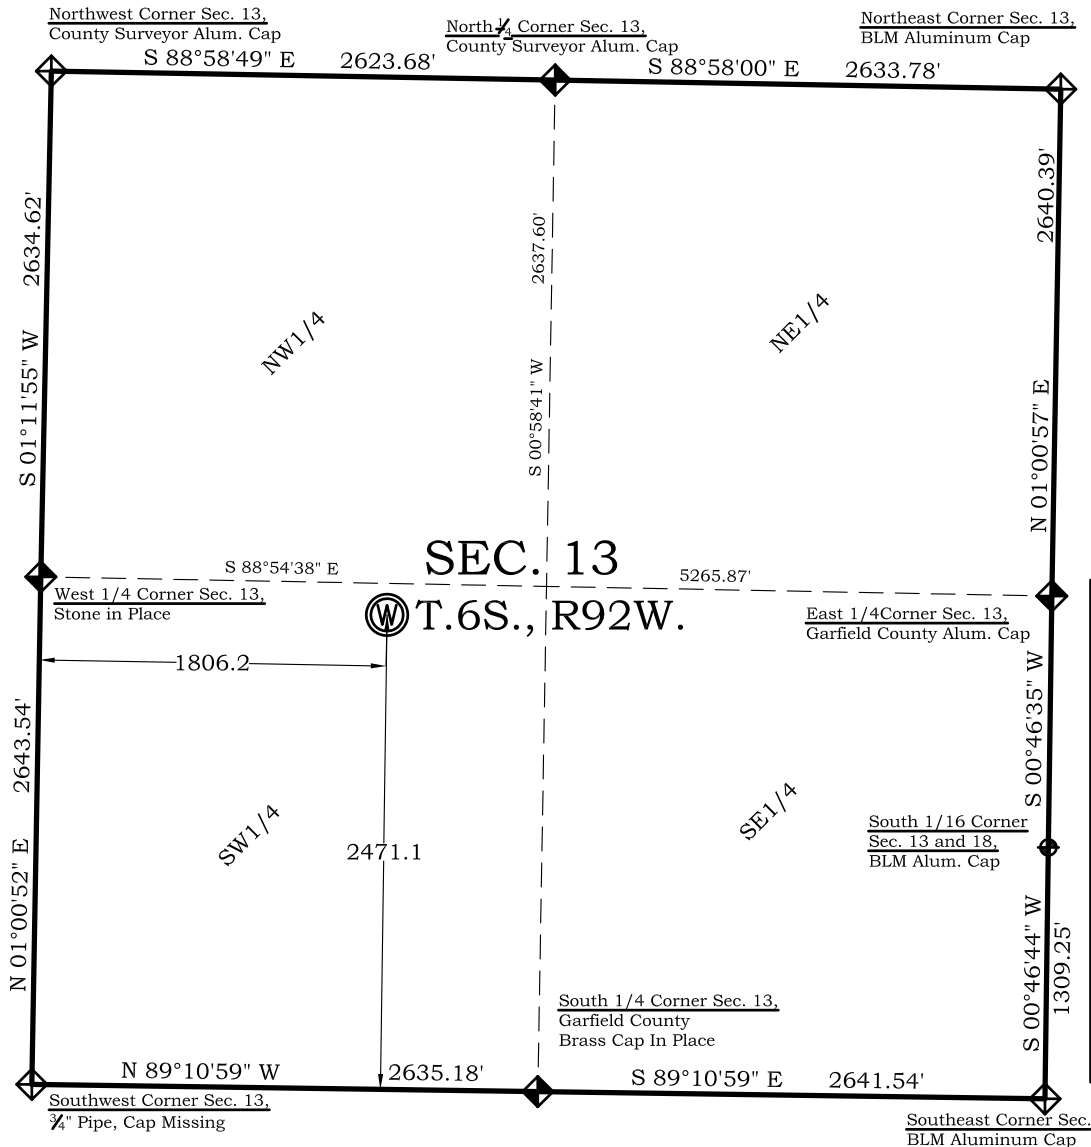 Northwest Corner Sec. 13,
County Surveyor Alum. Cap
North 1/4 Corner Sec. 13,
County Surveyor Alum. Cap
Northeast Corner Sec. 13,
BLM Aluminum Cap
S 88°58'49" E 2623.68'
S 88°58'00" E 2633.78'
S 01°11'55" W 2634.62'
S 00°58'41" W 2637.60'
N 01°00'57" E 2640.39'
NW1/4
NE1/4
SEC. 13
S 88°54'38" E 5265.87'
West 1/4 Corner Sec. 13,
Stone in Place
W
T.6S., R92W.
East 1/4Corner Sec. 13,
Garfield County Alum. Cap
1806.2
N 01°00'52" E 2643.54'
S 00°46'35" W
SW1/4
SE1/4
2471.1
South 1/16 Corner
Sec. 13 and 18,
BLM Alum. Cap
S 00°46'44" W
1309.25'
South 1/4 Corner Sec. 13,
Garfield County
Brass Cap In Place
N 89°10'59" W 2635.18'
S 89°10'59" E 2641.54'
Southwest Corner Sec. 13,
3/4" Pipe, Cap Missing
Southeast Corner Sec.
BLM Aluminum Cap